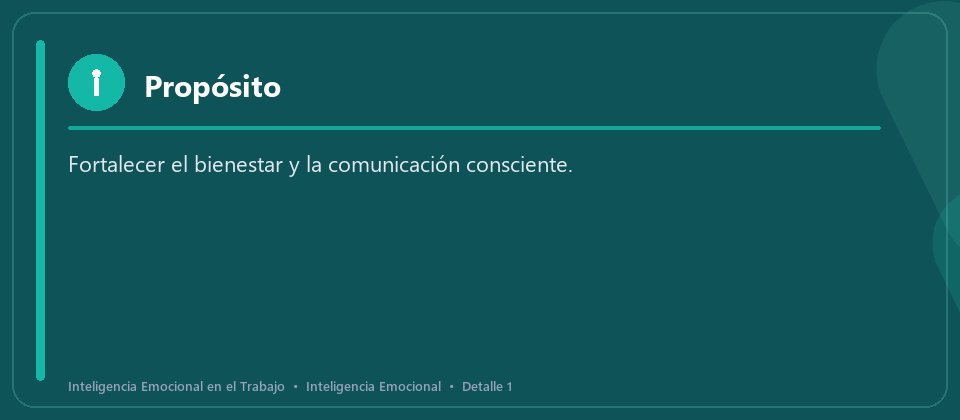 Propósito
Fortalecer el bienestar y la comunicación consciente.
Inteligencia Emocional en el Trabajo • Inteligencia Emocional • Detalle 1